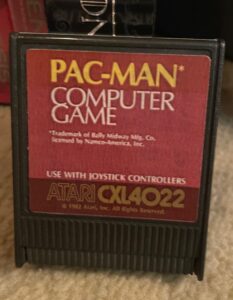 PAC-MAN*
COMPUTER
GAME
*Trademark of Bally Midway Mfg. Co.
licensed by Namco-America, Inc.
USE WITH JOYSTICK CONTROLLERS
ATARI CXL4022
© 1982 Atari, Inc. All Rights Reserved.